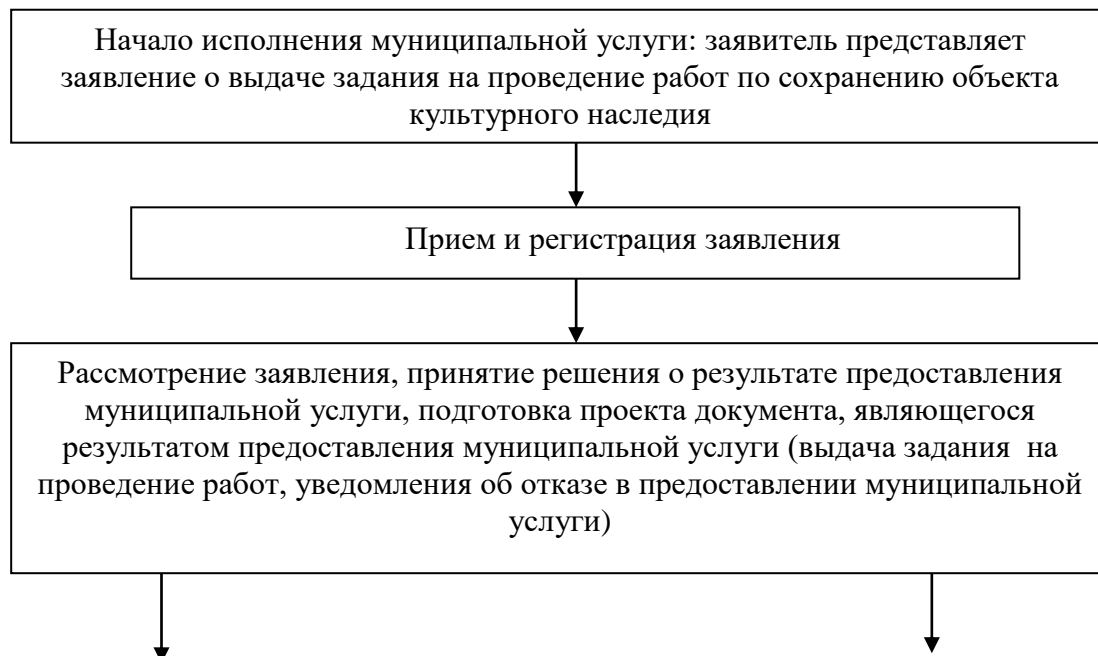 Начало исполнения муниципальной услуги: заявитель представляет
заявление о выдаче задания на проведение работ по сохранению объекта
культурного наследия
Прием и регистрация заявления
Рассмотрение заявления, принятие решения о результате предоставления
муниципальной услуги, подготовка проекта документа, являющегося
результатом предоставления муниципальной услуги (выдача задания на
проведение работ, уведомления об отказе в предоставлении муниципальной
услуги)